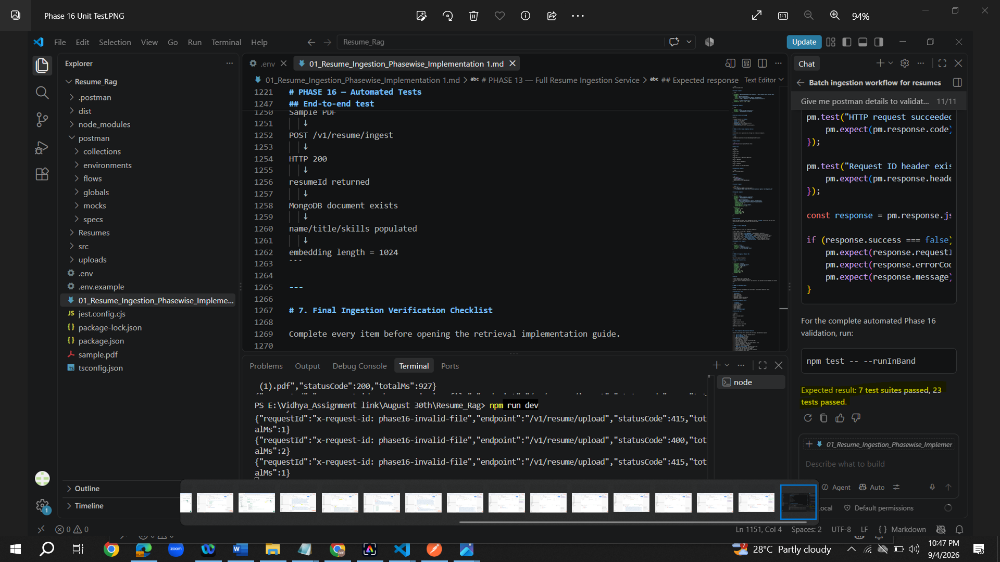 Phase 16 Unit Test.PNG
94%
File Edit Selection View Go Run Terminal Help
Resume_Rag
Update
Explorer
Resume_Rag
.postman
dist
node_modules
postman
collections
environments
flows
globals
mocks
specs
Resumes
src
uploads
.env
.env.example
01_Resume_Ingestion_Phasewise_Impleme...
JS jest.config.cjs
{} package-lock.json
{} package.json
sample.pdf
TS tsconfig.json
Outline
Timeline
.env
01_Resume_Ingestion_Phasewise_Implementation 1.md
01_Resume_Ingestion_Phasewise_Implementation 1.md > abc # PHASE 13 — Full Resume Ingestion Service > abc ## Expected response
Text Editor
1221 # PHASE 16 — Automated Tests
1247 ## End-to-end test
1250 Sample PDF
1251 ↓
1252 POST /v1/resume/ingest
1253 ↓
1254 HTTP 200
1255 ↓
1256 resumeId returned
1257 ↓
1258 MongoDB document exists
1259 ↓
1260 name/title/skills populated
1261 ↓
1262 embedding length = 1024
1263 ```
1264
1265 ---
1266
1267 # 7. Final Ingestion Verification Checklist
1268
1269 Complete every item before opening the retrieval implementation guide.
1270
Problems Output Debug Console Terminal Ports
(1).pdf","statusCode":200,"totalMs":927}
PS E:\Vidhya_Assignment link\August 30th\Resume_Rag> npm run dev
{"requestId":"x-request-id: phase16-invalid-file","endpoint":"/v1/resume/upload","statusCode":415,"tot
alMs":1}
{"requestId":"x-request-id: phase16-invalid-file","endpoint":"/v1/resume/upload","statusCode":400,"tot
alMs":2}
{"requestId":"x-request-id: phase16-invalid-file","endpoint":"/v1/resume/upload","statusCode":415,"tot
alMs":1}
node
Chat
Batch ingestion workflow for resumes
Give me postman details to validat... 11/11
pm.test("HTTP request succeeded
pm.expect(pm.response.code)
});
pm.test("Request ID header exis
pm.expect(pm.response.heade
});
const response = pm.response.js
if (response.success === false)
pm.expect(response.requestI
pm.expect(response.errorCod
pm.expect(response.message)
}
For the complete automated Phase 16
validation, run:
npm test -- --runInBand
Expected result: 7 test suites passed, 23
tests passed.
01_Resume_Ingestion_Phasewise_Implemer
Describe what to build
Agent Auto
ocal Default permissions
0 0
Ln 1151, Col 4 Spaces: 2 UTF-8 LF {} Markdown
1
zoom
28°C Partly cloudy
10:47 PM
9/4/2026